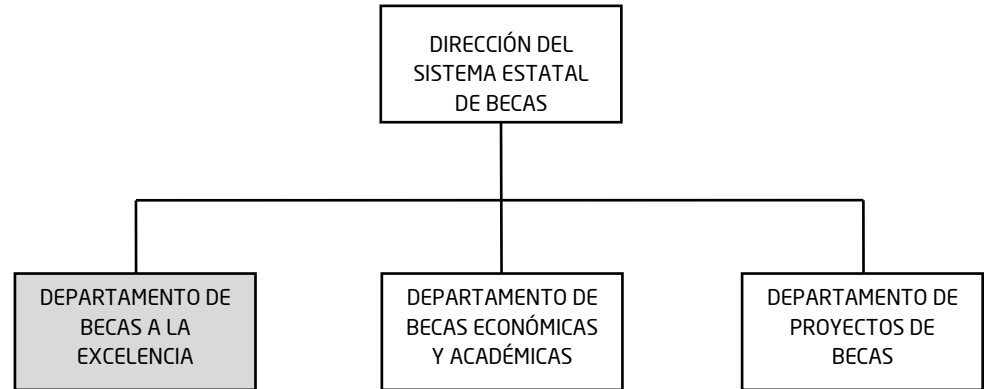 DIRECCIÓN DEL
SISTEMA ESTATAL
DE BECAS
DEPARTAMENTO DE
BECAS A LA
EXCELENCIA
DEPARTAMENTO DE
BECAS ECONÓMICAS
Y ACADÉMICAS
DEPARTAMENTO DE
PROYECTOS DE
BECAS